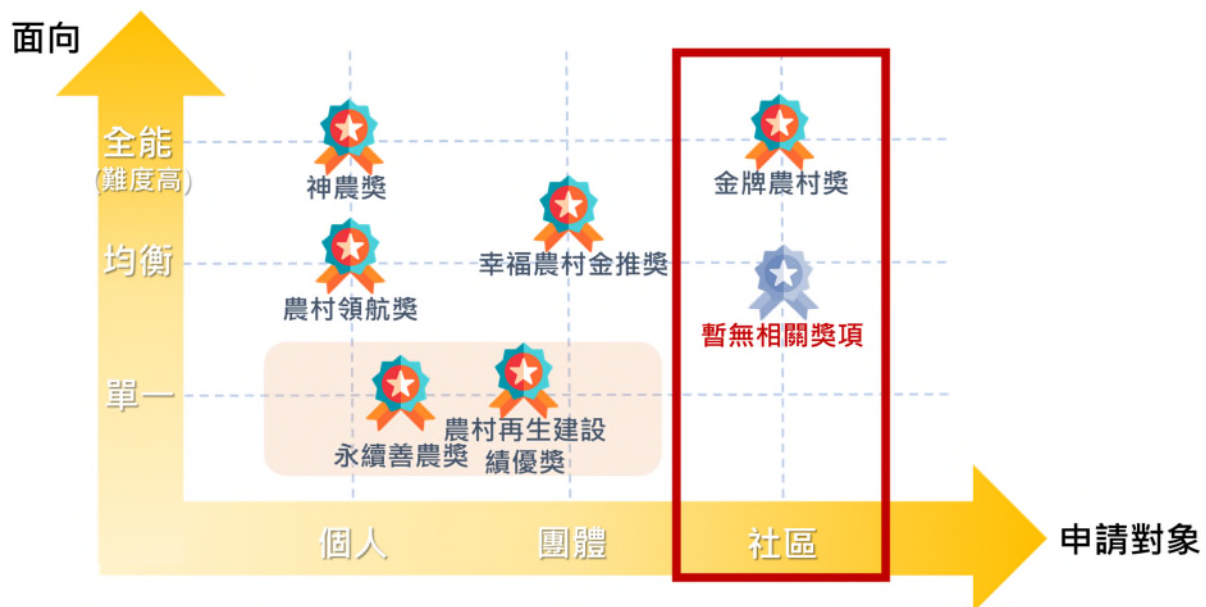 面向
全能
(難度高)
神農獎
金牌農村獎
均衡
幸福農村金推獎
農村領航獎
暫無相關獎項
單一
永續善農獎
農村再生建設
績優獎
個人
團體
社區
申請對象